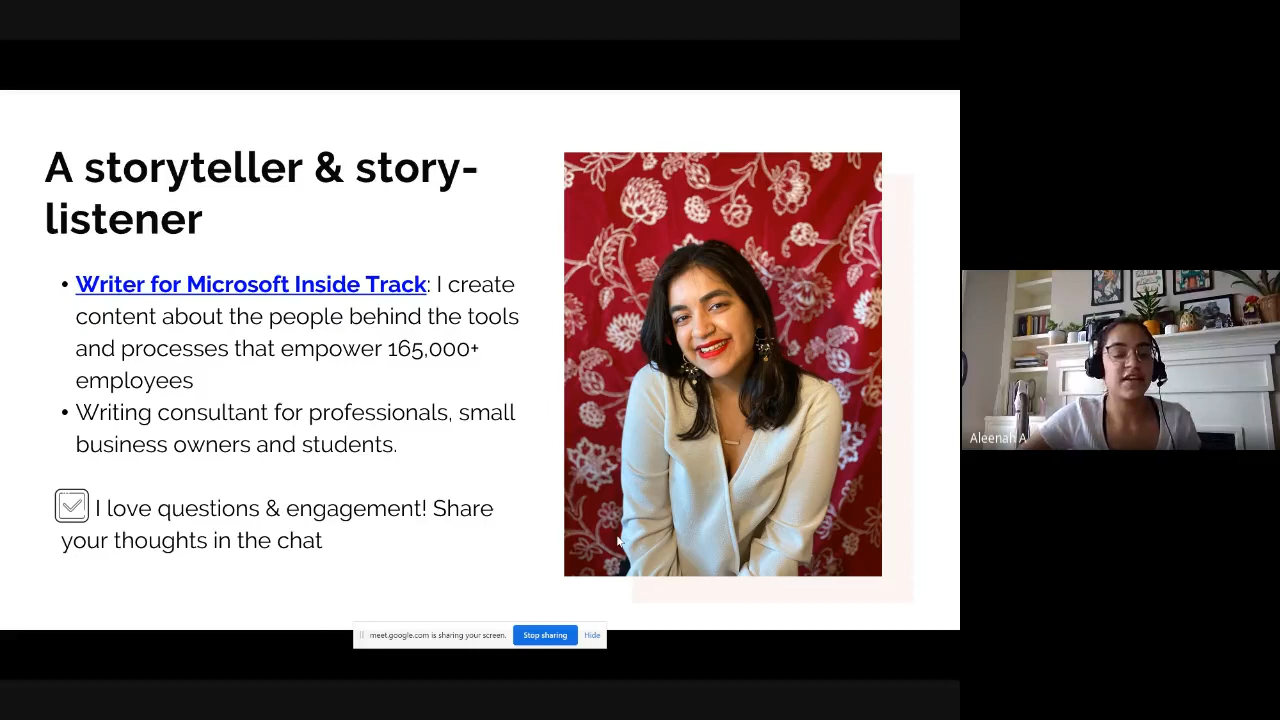 A storyteller & story-
listener
• Writer for Microsoft Inside Track: I create
content about the people behind the tools
and processes that empower 165,000+
employees
• Writing consultant for professionals, small
business owners and students.
I love questions & engagement! Share
your thoughts in the chat
Aleenah A
meet.google.com is sharing your screen. Stop sharing Hide